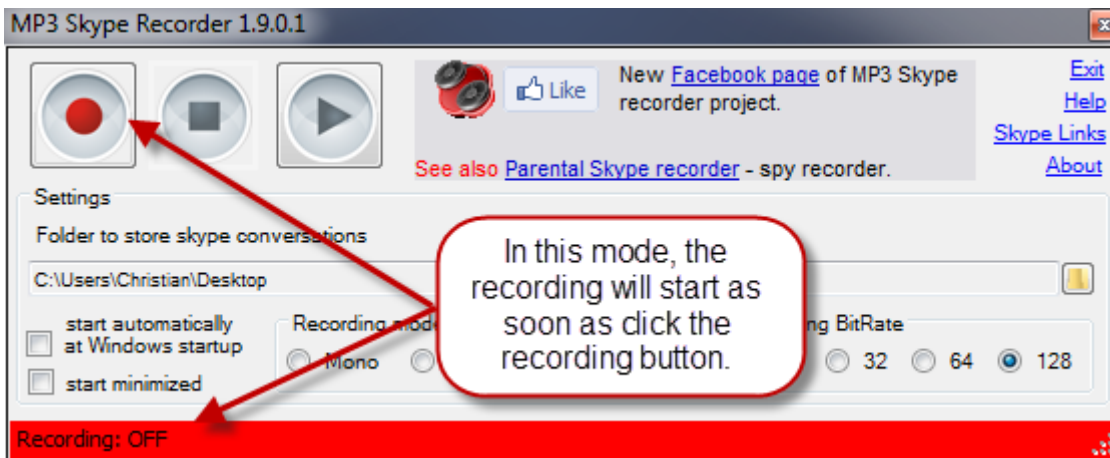 MP3 Skype Recorder 1.9.0.1
Like
New Facebook page of MP3 Skype
recorder project.
See also Parental Skype recorder - spy recorder.
Exit
Help
Skype Links
About
Settings
Folder to store skype conversations
C:\Users\Christian\Desktop
In this mode, the
recording will start as
soon as click the
recording button.
start automatically
at Windows startup
start minimized
Recording mode
Mono
BitRate
32 64 128
Recording: OFF